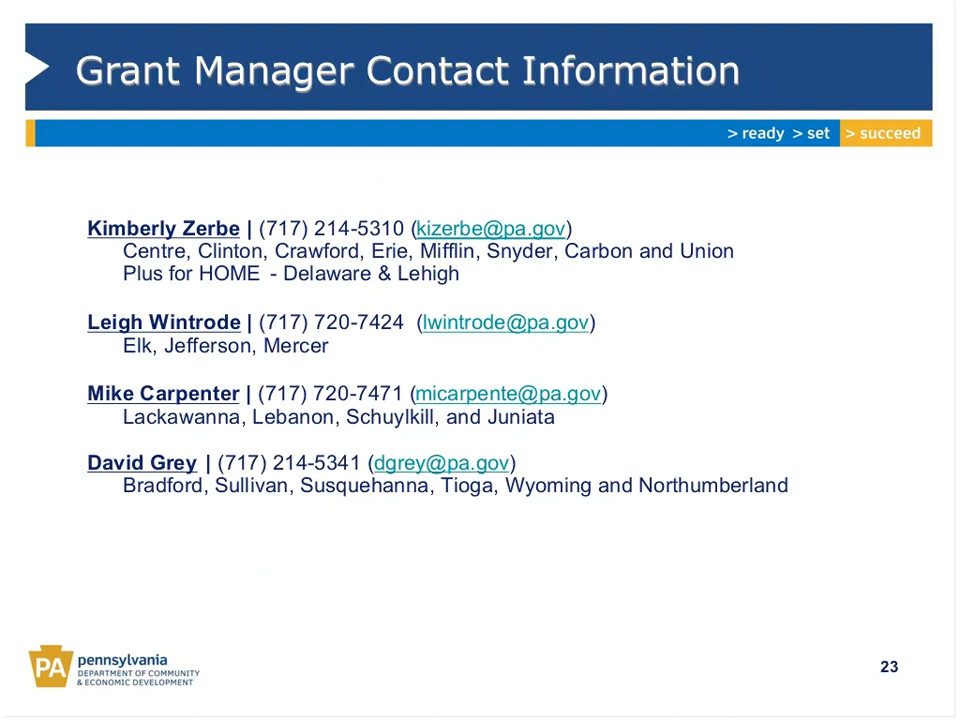 Grant Manager Contact Information
> ready > set > succeed
Kimberly Zerbe | (717) 214-5310 (kizerbe@pa.gov)
Centre, Clinton, Crawford, Erie, Mifflin, Snyder, Carbon and Union
Plus for HOME - Delaware & Lehigh
Leigh Wintrode | (717) 720-7424 (lwintrode@pa.gov)
Elk, Jefferson, Mercer
Mike Carpenter | (717) 720-7471 (micarpente@pa.gov)
Lackawanna, Lebanon, Schuylkill, and Juniata
David Grey | (717) 214-5341 (dgrey@pa.gov)
Bradford, Sullivan, Susquehanna, Tioga, Wyoming and Northumberland
PA pennsylvania
DEPARTMENT OF COMMUNITY
& ECONOMIC DEVELOPMENT
23